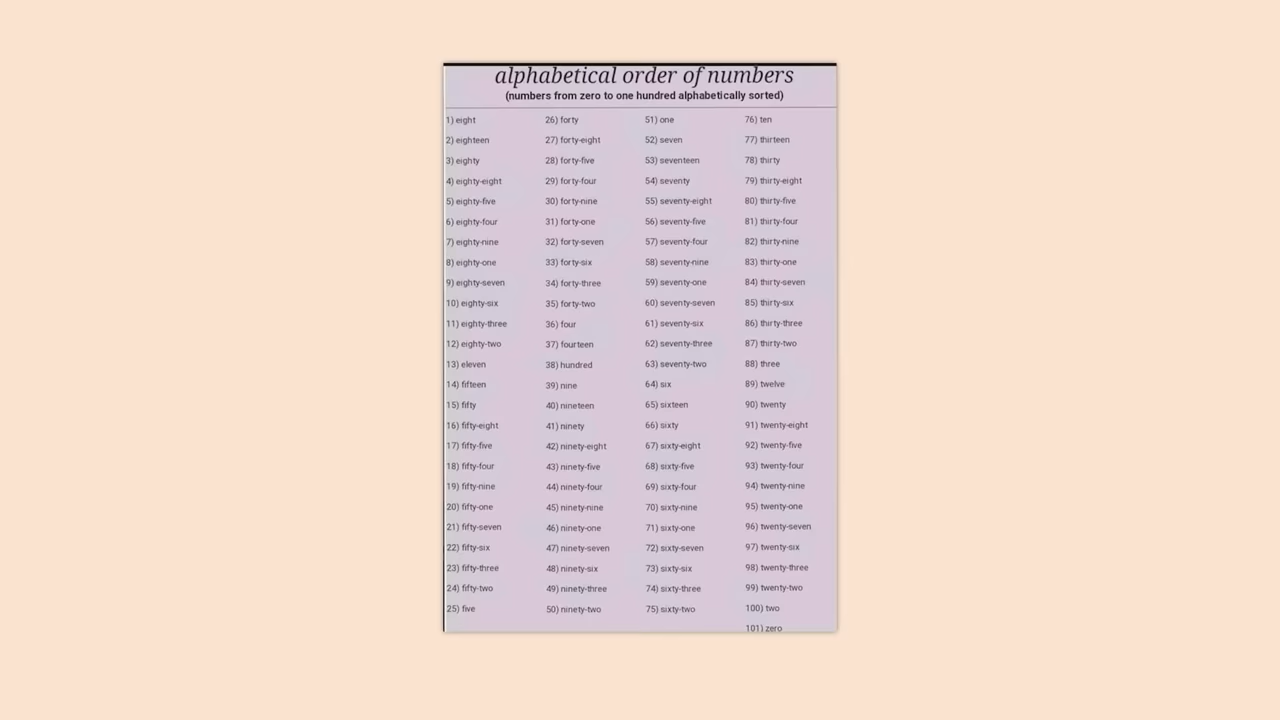 alphabetical order of numbers
(numbers from zero to one hundred alphabetically sorted)
1) eight
2) eighteen
3) eighty
4) eighty-eight
5) eighty-five
6) eighty-four
7) eighty-nine
8) eighty-one
9) eighty-seven
10) eighty-six
11) eighty-three
12) eighty-two
13) eleven
14) fifteen
15) fifty
16) fifty-eight
17) fifty-five
18) fifty-four
19) fifty-nine
20) fifty-one
21) fifty-seven
22) fifty-six
23) fifty-three
24) fifty-two
25) five
26) forty
27) forty-eight
28) forty-five
29) forty-four
30) forty-nine
31) forty-one
32) forty-seven
33) forty-six
34) forty-three
35) forty-two
36) four
37) fourteen
38) hundred
39) nine
40) nineteen
41) ninety
42) ninety-eight
43) ninety-five
44) ninety-four
45) ninety-nine
46) ninety-one
47) ninety-seven
48) ninety-six
49) ninety-three
50) ninety-two
51) one
52) seven
53) seventeen
54) seventy
55) seventy-eight
56) seventy-five
57) seventy-four
58) seventy-nine
59) seventy-one
60) seventy-seven
61) seventy-six
62) seventy-three
63) seventy-two
64) six
65) sixteen
66) sixty
67) sixty-eight
68) sixty-five
69) sixty-four
70) sixty-nine
71) sixty-one
72) sixty-seven
73) sixty-six
74) sixty-three
75) sixty-two
76) ten
77) thirteen
78) thirty
79) thirty-eight
80) thirty-five
81) thirty-four
82) thirty-nine
83) thirty-one
84) thirty-seven
85) thirty-six
86) thirty-three
87) thirty-two
88) three
89) twelve
90) twenty
91) twenty-eight
92) twenty-five
93) twenty-four
94) twenty-nine
95) twenty-one
96) twenty-seven
97) twenty-six
98) twenty-three
99) twenty-two
100) two
101) zero